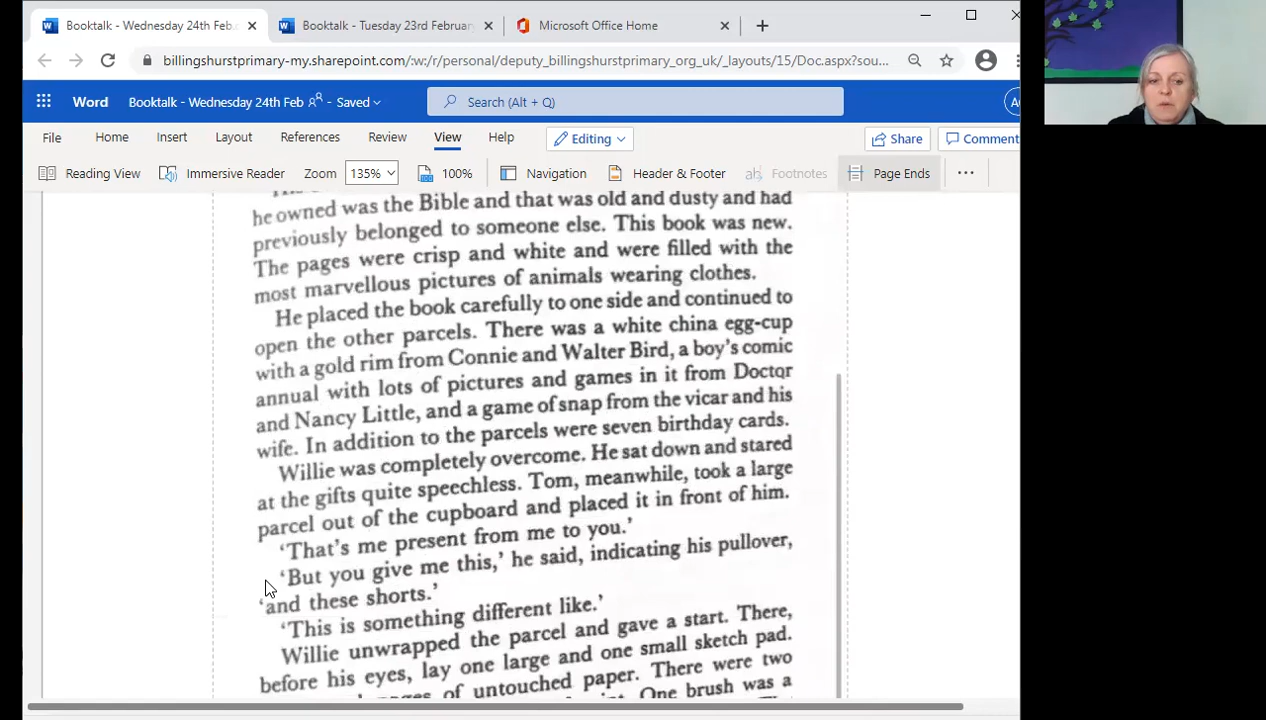 Booktalk - Wednesday 24th Feb.
Booktalk - Tuesday 23rd February
Microsoft Office Home
billingshurstprimary-my.sharepoint.com/:w:/r/personal/deputy_billingshurstprimary_org_uk/_layouts/15/Doc.aspx?sou...
Word Booktalk - Wednesday 24th Feb - Saved Search (Alt + Q)
File Home Insert Layout References Review View Help Editing Share Comment
Reading View Immersive Reader Zoom 135% 100% Navigation Header & Footer Footnotes Page Ends ...
he owned was the Bible and that was old and dusty and had
previously belonged to someone else. This book was new.
The pages were crisp and white and were filled with the
most marvellous pictures of animals wearing clothes.
He placed the book carefully to one side and continued to
open the other parcels. There was a white china egg-cup
with a gold rim from Connie and Walter Bird, a boy's comic
annual with lots of pictures and games in it from Doctor
and Nancy Little, and a game of snap from the vicar and his
wife. In addition to the parcels were seven birthday cards.
Willie was completely overcome. He sat down and stared
at the gifts quite speechless. Tom, meanwhile, took a large
parcel out of the cupboard and placed it in front of him.
'That's me present from me to you.'
'But you give me this,' he said, indicating his pullover,
'and these shorts.'
'This is something different like.'
Willie unwrapped the parcel and gave a start. There,
before his eyes, lay one large and one small sketch pad.
of untouched paper. There were two
One brush was a